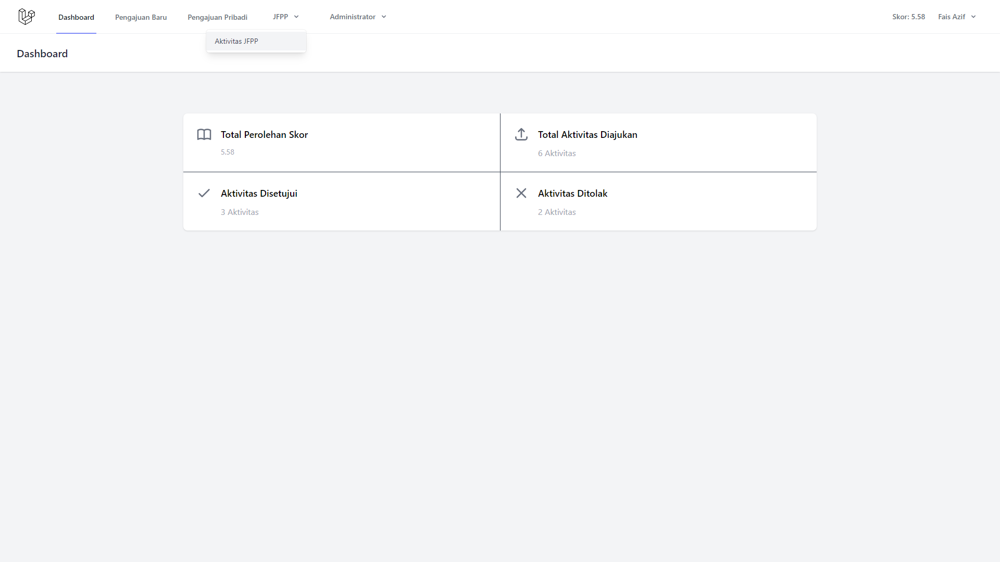 Dashboard
Pengajuan Baru
Pengajuan Pribadi
JFPP
Administrator
Skor: 5.58
Fais Azif
Aktivitas JFPP
Dashboard
Total Perolehan Skor
5.58
Total Aktivitas Diajukan
6 Aktivitas
Aktivitas Disetujui
3 Aktivitas
Aktivitas Ditolak
2 Aktivitas